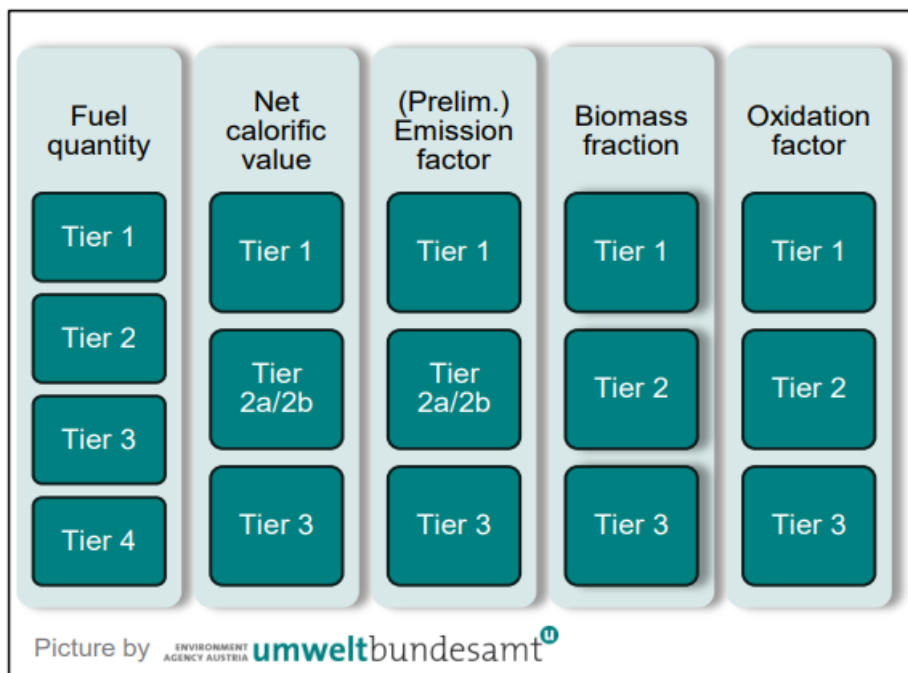 Fuel
quantity
Tier 1
Tier 2
Tier 3
Tier 4
Net
calorific
value
Tier 1
Tier
2a/2b
Tier 3
(Prelim.)
Emission
factor
Tier 1
Tier
2a/2b
Tier 3
Biomass
fraction
Tier 1
Tier 2
Tier 3
Oxidation
factor
Tier 1
Tier 2
Tier 3
Picture by ENVIRONMENT AGENCY AUSTRIA umweltbundesamt u